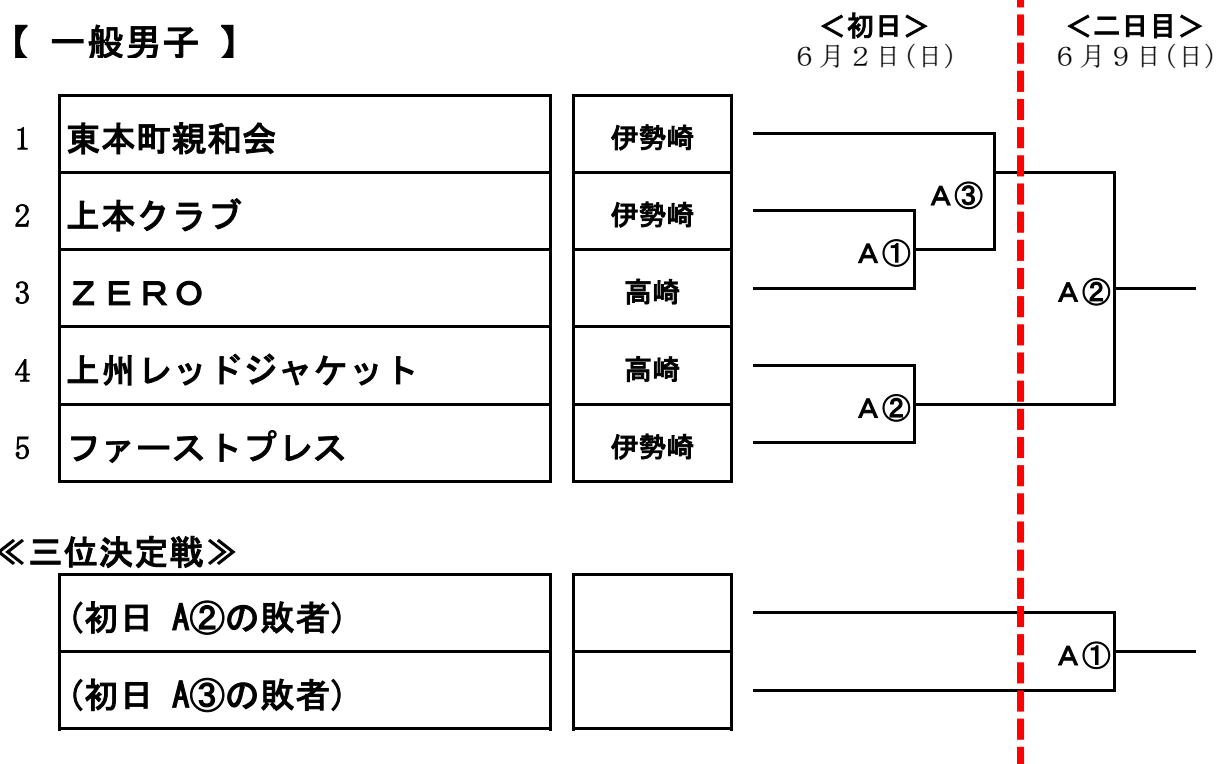 【 一般男子 】
＜初日＞
６月２日(日)
＜二日目＞
６月９日(日)
1 東本町親和会 伊勢崎
2 上本クラブ 伊勢崎
3 ＺＥＲＯ 高崎
4 上州レッドジャケット 高崎
5 ファーストプレス 伊勢崎
Ａ③
Ａ①
Ａ②
Ａ②
≪三位決定戦≫
(初日 A②の敗者)
(初日 A③の敗者)
Ａ①